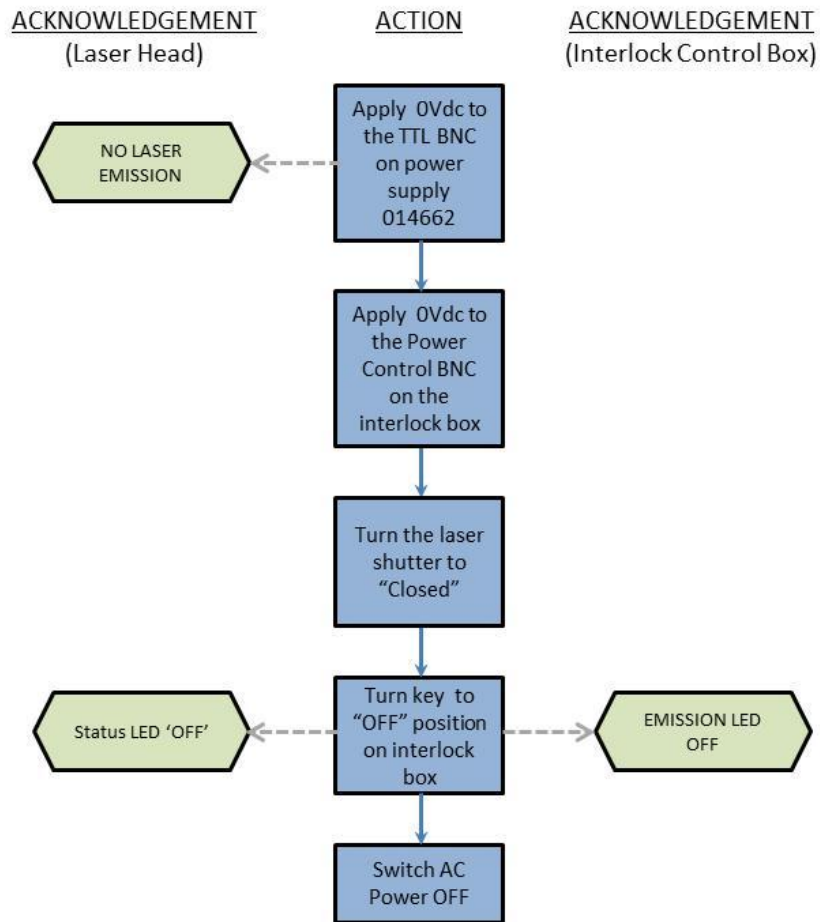 ACKNOWLEDGEMENT
(Laser Head)
ACTION
ACKNOWLEDGEMENT
(Interlock Control Box)
Apply 0Vdc to
the TTL BNC
on power
supply
014662
NO LASER
EMISSION
Apply 0Vdc to
the Power
Control BNC
on the
interlock box
Turn the laser
shutter to
“Closed”
Status LED ‘OFF’
Turn key to
“OFF” position
on interlock
box
EMISSION LED
OFF
Switch AC
Power OFF